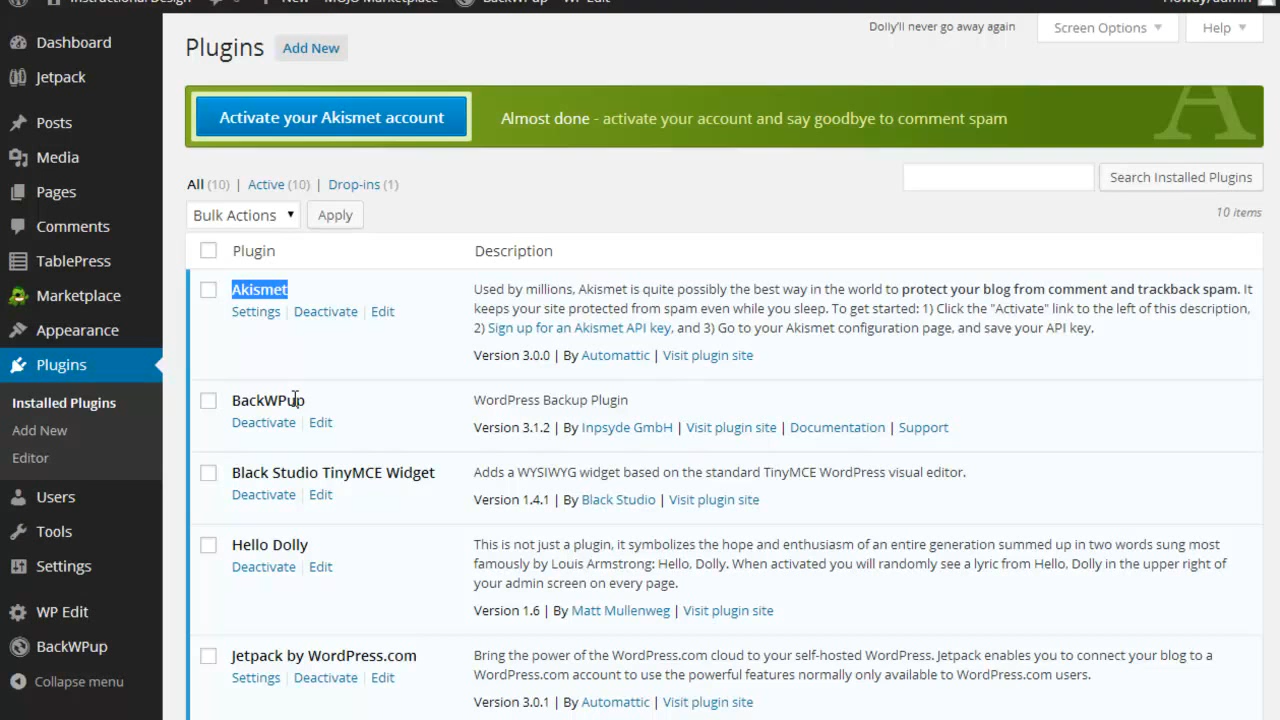 Instructional Design New MOJO Marketplace BackWPup WP Edit Howdy, admin
Dashboard
Jetpack
Posts
Media
Pages
Comments
TablePress
Marketplace
Appearance
Plugins
Installed Plugins
Add New
Editor
Users
Tools
Settings
WP Edit
BackWPup
Collapse menu
Plugins Add New
Dolly'll never go away again
Screen Options ▼ Help ▼
Activate your Akismet account
Almost done - activate your account and say goodbye to comment spam
All (10) | Active (10) | Drop-ins (1)
Search Installed Plugins
Bulk Actions ▼ Apply
10 items
Plugin Description
Akismet
Settings | Deactivate | Edit
Used by millions, Akismet is quite possibly the best way in the world to protect your blog from comment and trackback spam. It
keeps your site protected from spam even while you sleep. To get started: 1) Click the "Activate" link to the left of this description,
2) Sign up for an Akismet API key, and 3) Go to your Akismet configuration page, and save your API key.
Version 3.0.0 | By Automattic | Visit plugin site
BackWPup
Deactivate | Edit
WordPress Backup Plugin
Version 3.1.2 | By Inpsyde GmbH | Visit plugin site | Documentation | Support
Black Studio TinyMCE Widget
Deactivate | Edit
Adds a WYSIWYG widget based on the standard TinyMCE WordPress visual editor.
Version 1.4.1 | By Black Studio | Visit plugin site
Hello Dolly
Deactivate | Edit
This is not just a plugin, it symbolizes the hope and enthusiasm of an entire generation summed up in two words sung most
famously by Louis Armstrong: Hello, Dolly. When activated you will randomly see a lyric from Hello, Dolly in the upper right of
your admin screen on every page.
Version 1.6 | By Matt Mullenweg | Visit plugin site
Jetpack by WordPress.com
Settings | Deactivate | Edit
Bring the power of the WordPress.com cloud to your self-hosted WordPress. Jetpack enables you to connect your blog to a
WordPress.com account to use the powerful features normally only available to WordPress.com users.
Version 3.0.1 | By Automattic | Visit plugin site